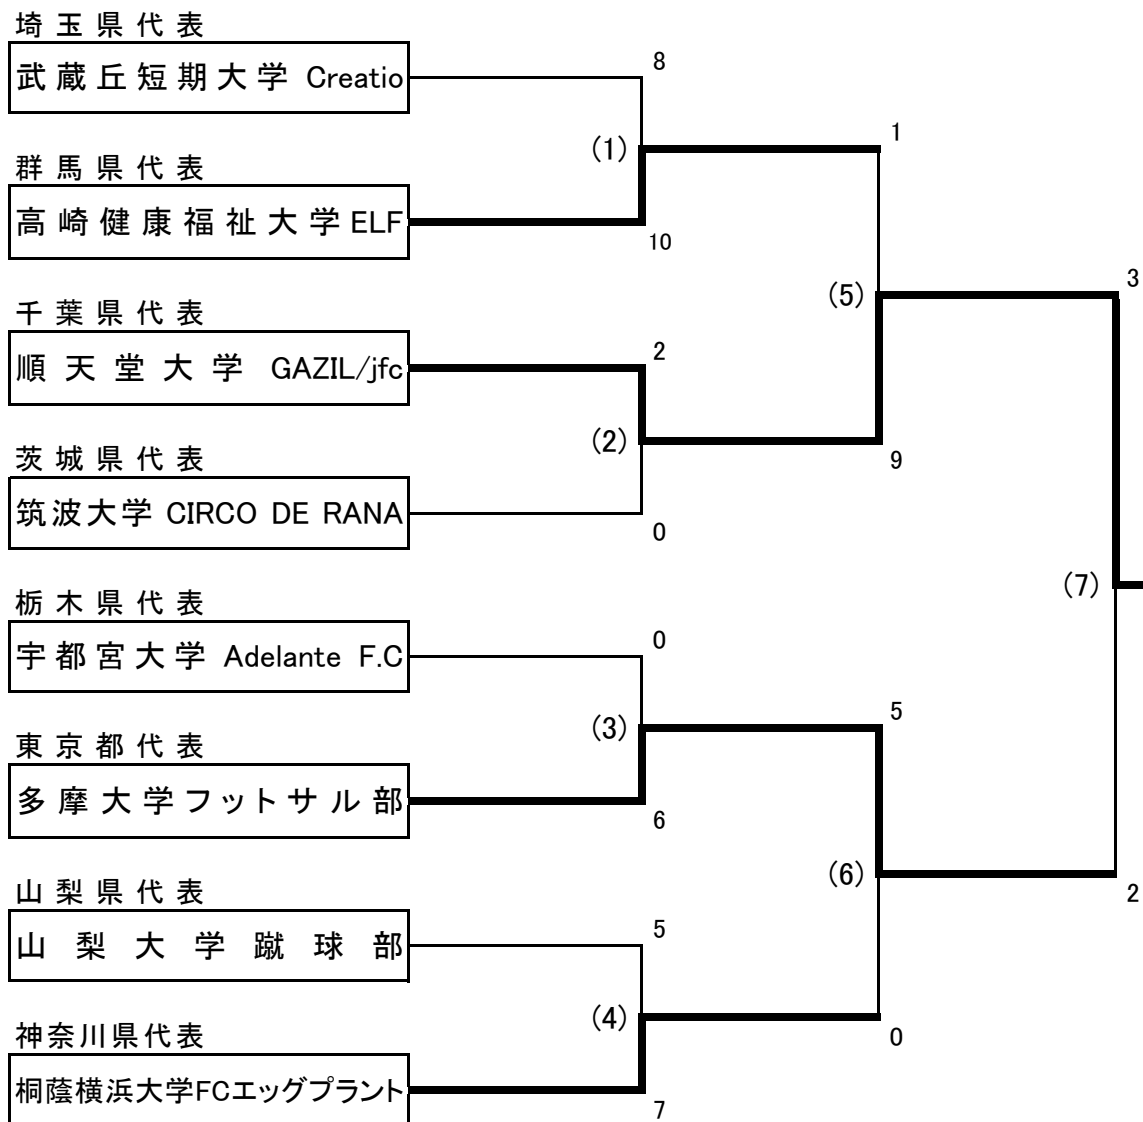 埼玉県代表
武蔵丘短期大学 Creatio
8
(1)
1
群馬県代表
高崎健康福祉大学 ELF
10
(5)
3
千葉県代表
順天堂大学 GAZIL/jfc
2
(2)
9
茨城県代表
筑波大学 CIRCO DE RANA
0
(7)
栃木県代表
宇都宮大学 Adelante F.C
0
(3)
5
東京都代表
多摩大学フットサル部
6
(6)
2
山梨県代表
山梨大学蹴球部
5
(4)
0
神奈川県代表
桐蔭横浜大学FCエッグプラント
7